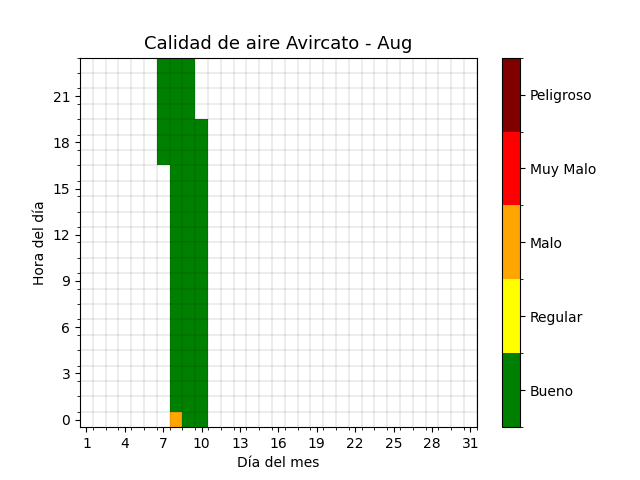 Calidad de aire Avircato - Aug
21
18
15
12
9
6
3
0
Hora del día
1 4 7 10 13 16 19 22 25 28 31
Día del mes
Peligroso
Muy Malo
Malo
Regular
Bueno